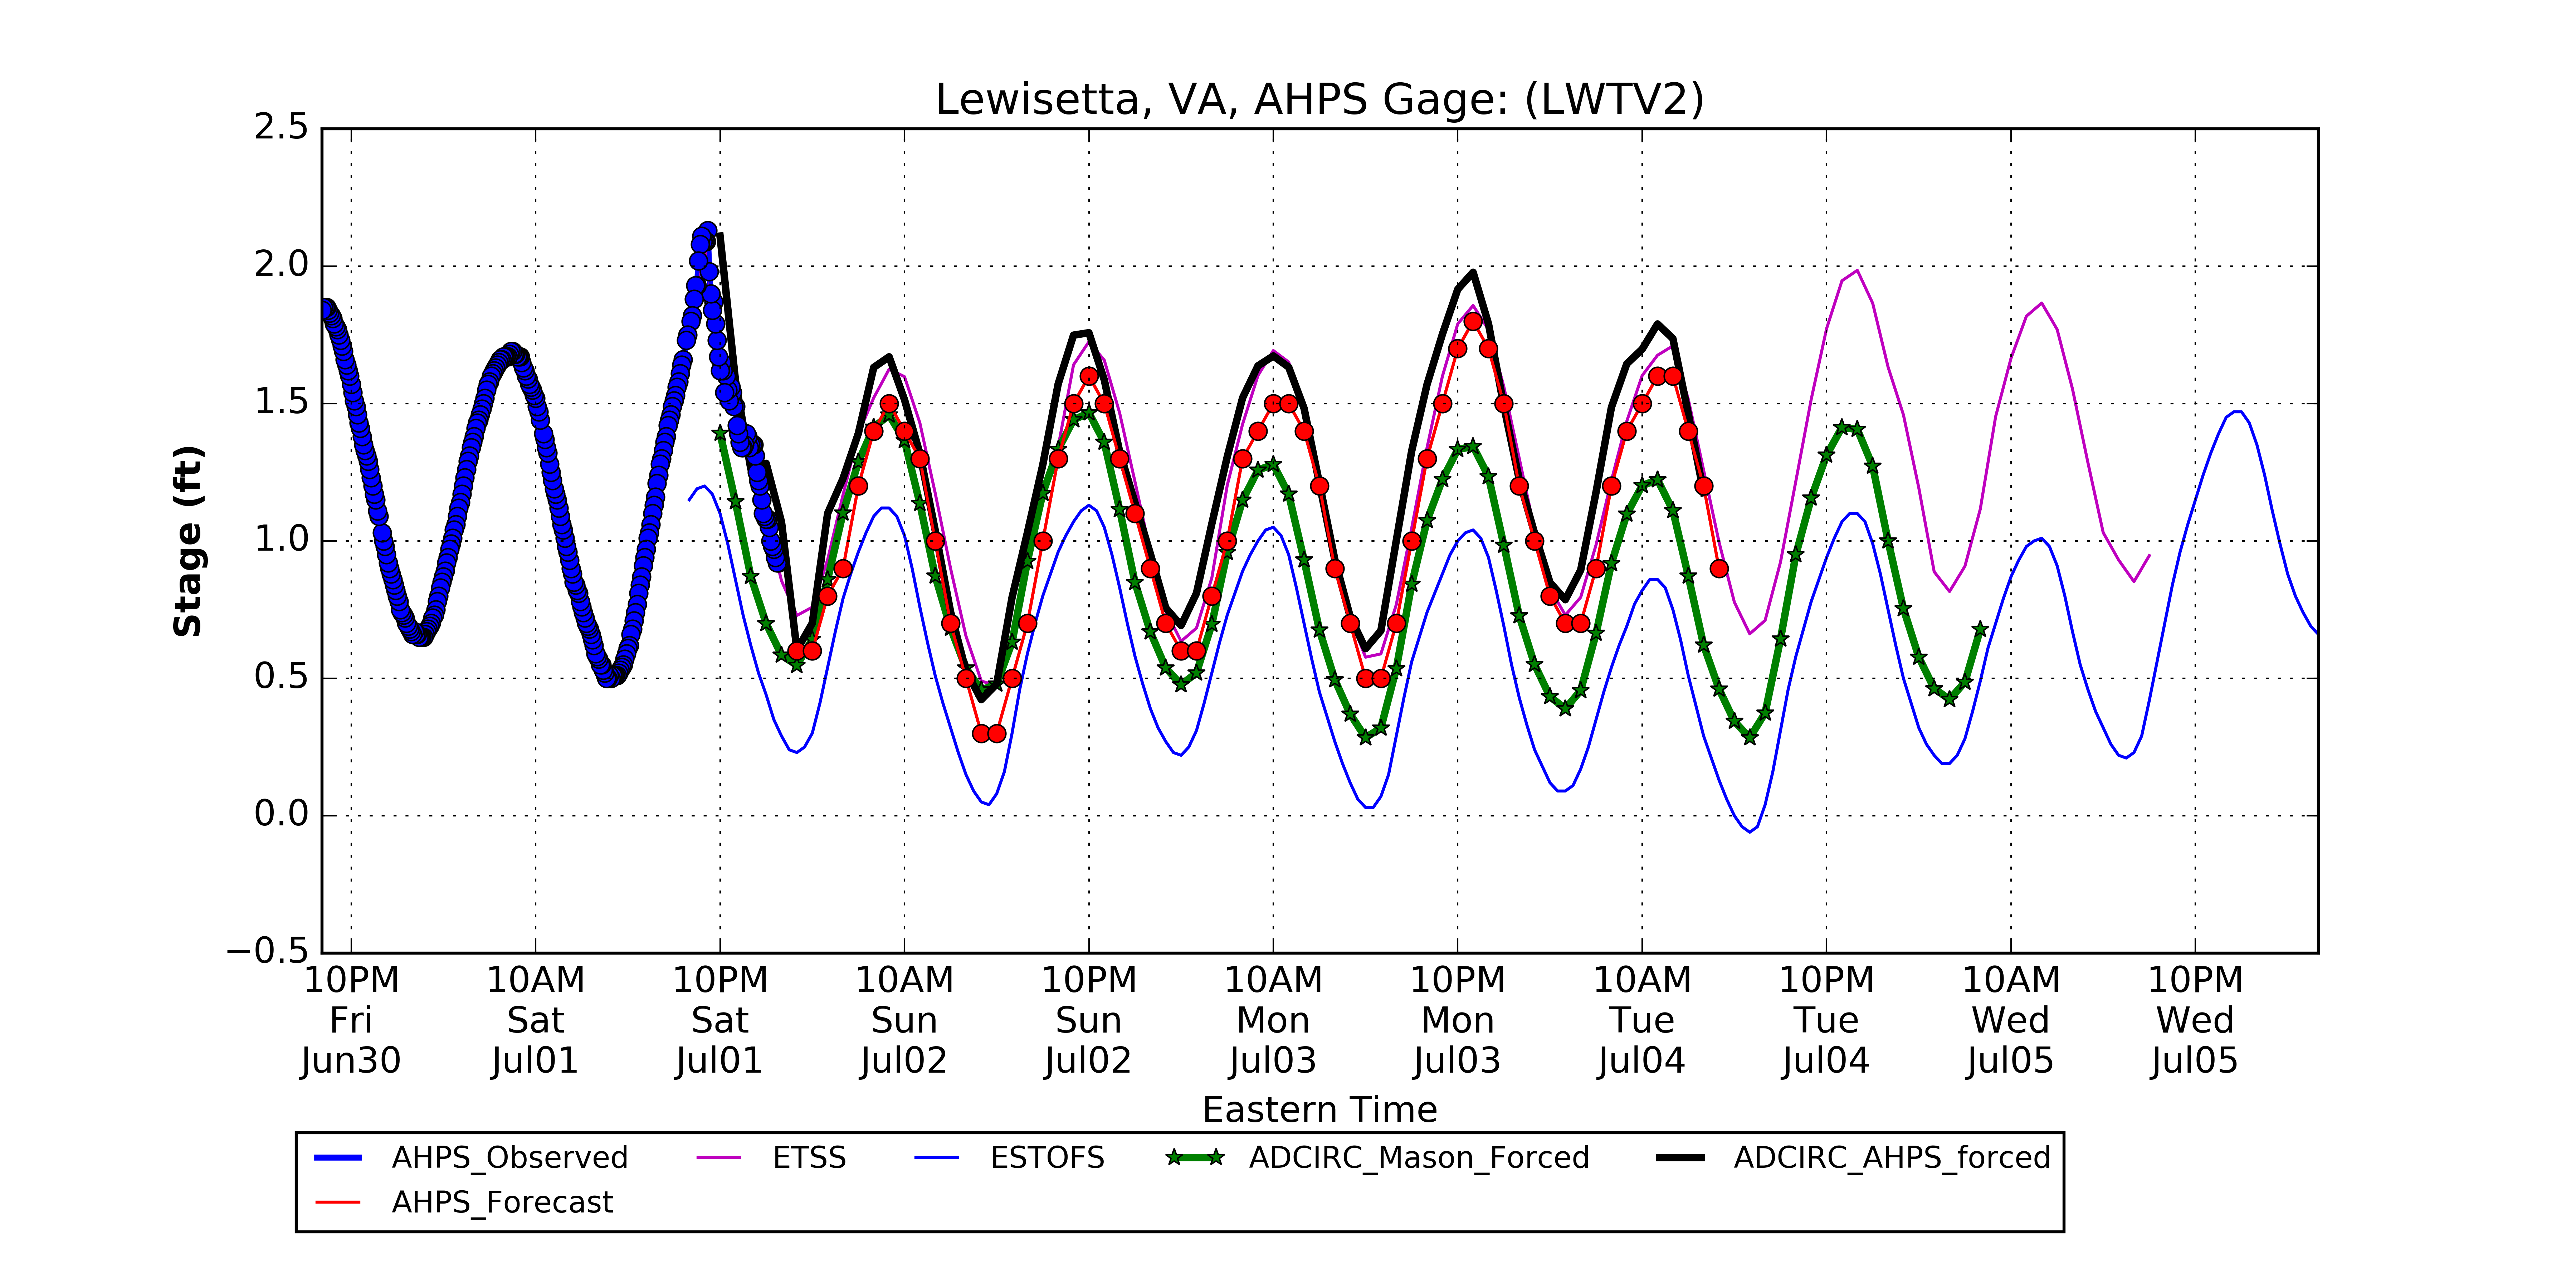 Lewisetta, VA, AHPS Gage: (LWTV2)
2.5
2.0
1.5
1.0
0.5
0.0
−0.5
Stage (ft)
10PM 10AM 10PM 10AM 10PM 10AM 10PM 10AM 10PM 10AM 10PM
Fri Sat Sat Sun Sun Mon Mon Tue Tue Wed Wed
Jun30 Jul01 Jul01 Jul02 Jul02 Jul03 Jul03 Jul04 Jul04 Jul05 Jul05
Eastern Time
AHPS_Observed ETSS ESTOFS ADCIRC_Mason_Forced ADCIRC_AHPS_forced
AHPS_Forecast